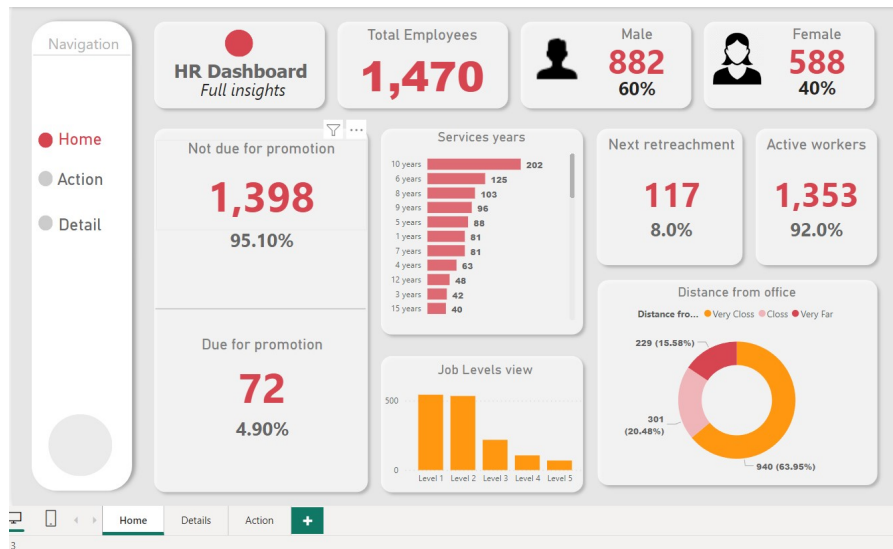 Navigation
Home
Action
Detail
HR Dashboard
Full insights
Total Employees
1,470
Male
882
60%
Female
588
40%
Not due for promotion
1,398
95.10%
Due for promotion
72
4.90%
Services years
10 years 202
6 years 125
8 years 103
9 years 96
5 years 88
1 years 81
7 years 81
4 years 63
12 years 48
3 years 42
15 years 40
Job Levels view
500
0
Level 1 Level 2 Level 3 Level 4 Level 5
Next retreachment
117
8.0%
Active workers
1,353
92.0%
Distance from office
Distance fro... Very Closs Closs Very Far
229 (15.58%)
301
(20.48%)
940 (63.95%)
Home Details Action +
3